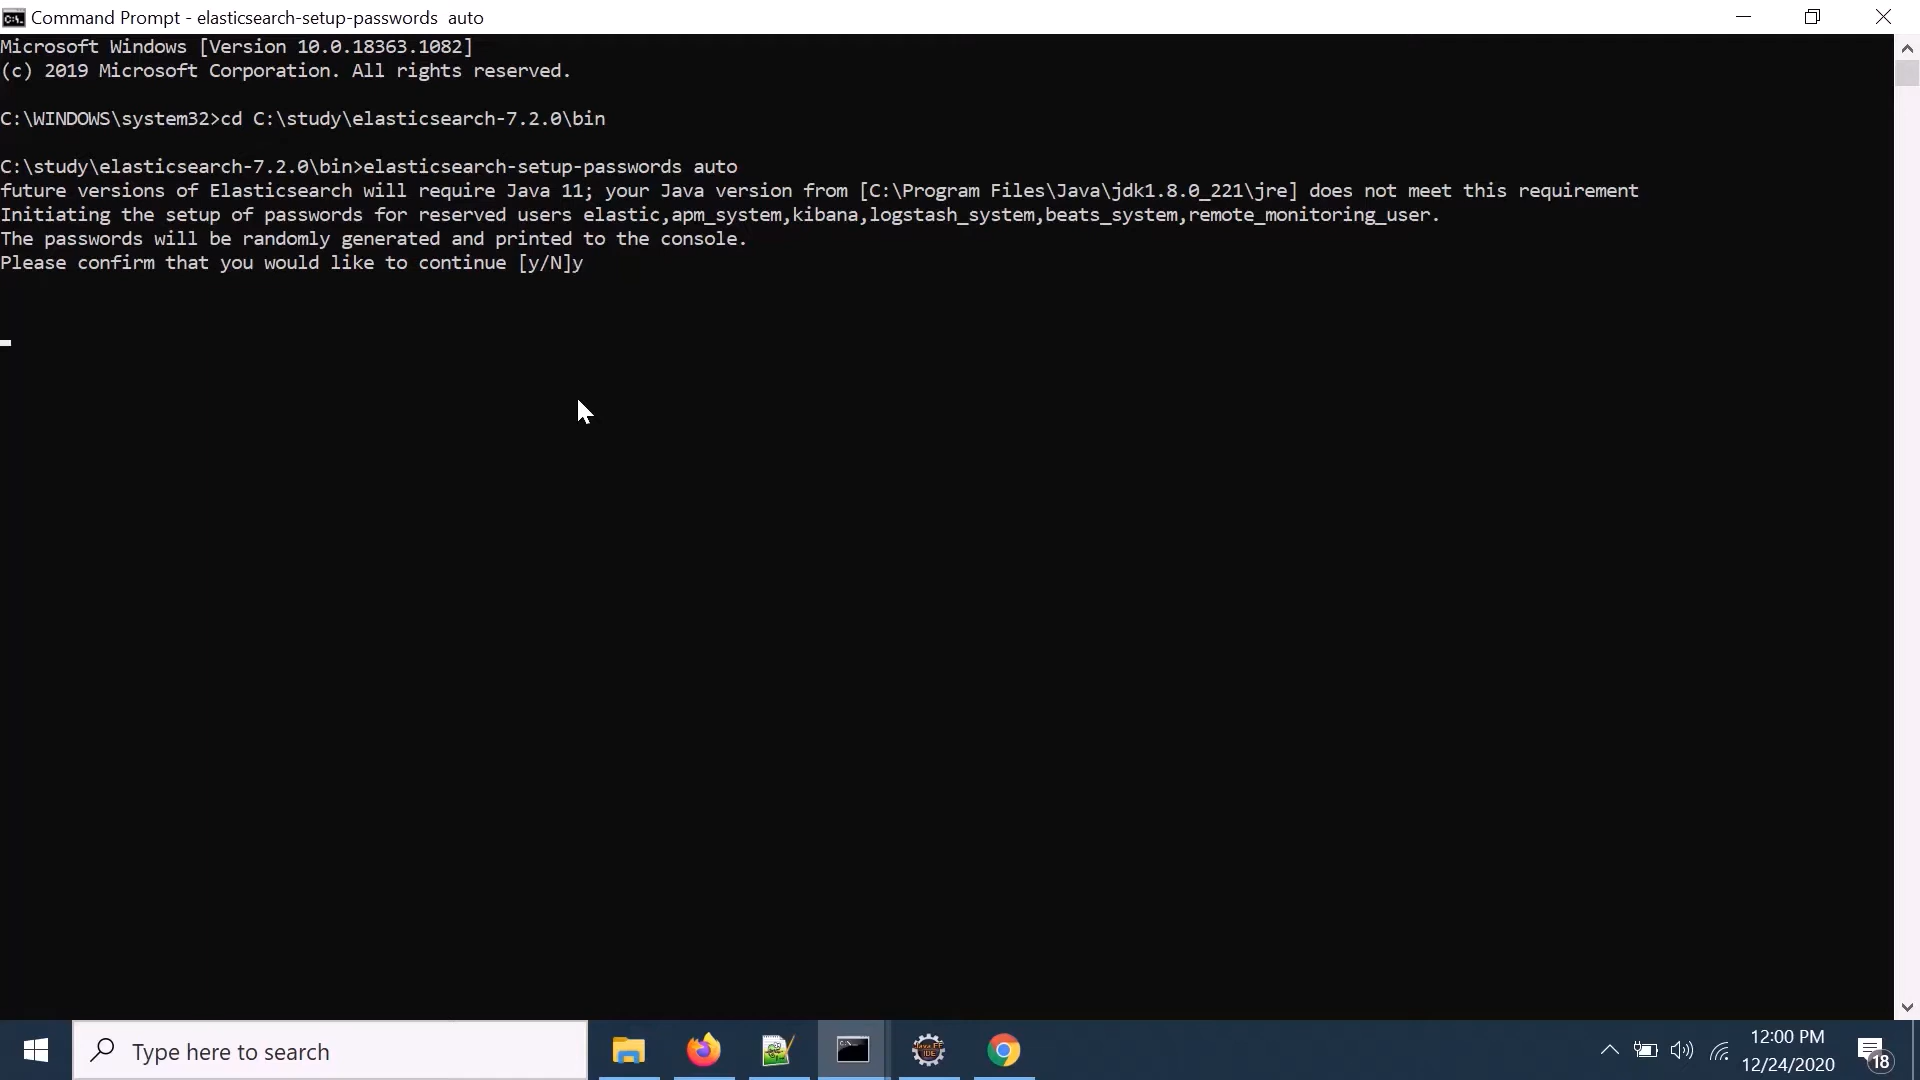 Command Prompt - elasticsearch-setup-passwords  auto
Microsoft Windows [Version 10.0.18363.1082]
(c) 2019 Microsoft Corporation. All rights reserved.
C:\WINDOWS\system32>cd C:\study\elasticsearch-7.2.0\bin
C:\study\elasticsearch-7.2.0\bin>elasticsearch-setup-passwords auto
future versions of Elasticsearch will require Java 11; your Java version from [C:\Program Files\Java\jdk1.8.0_221\jre] does not meet this requirement
Initiating the setup of passwords for reserved users elastic,apm_system,kibana,logstash_system,beats_system,remote_monitoring_user.
The passwords will be randomly generated and printed to the console.
Please confirm that you would like to continue [y/N]y
Type here to search
12:00 PM
12/24/2020
18